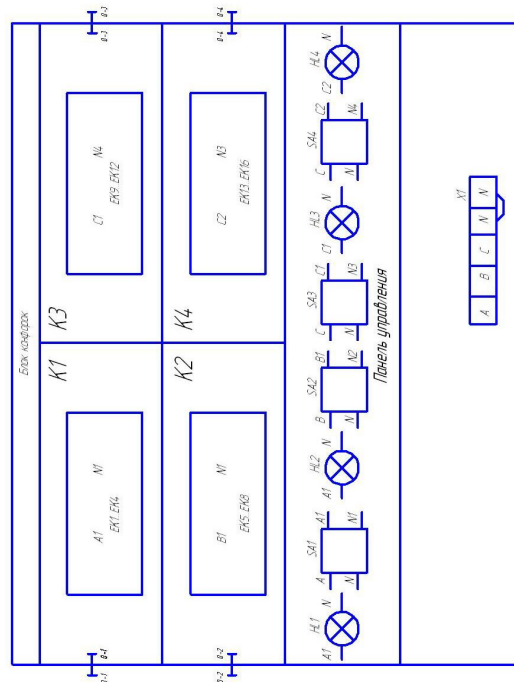 Блок конфорок
K1
K3
A1 N1
EK1..EK4
C1 N4
EK9..EK12
K2
K4
B1 N1
EK5..EK8
C2 N3
EK13..EK16
HL1
A1 N
SA1
A A1
N N1
HL2
A1 N
SA2
B B1
N N2
SA3
C C1
N N3
HL3
C1 N
SA4
C C2
N N4
HL4
C2 N
Панель управления
X1
A B C N N